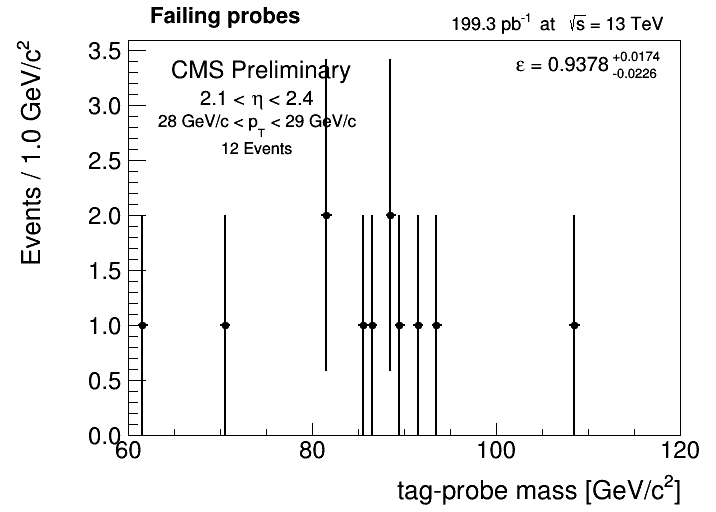 Failing probes
199.3 pb⁻¹ at √s = 13 TeV
Events / 1.0 GeV/c²
CMS Preliminary
2.1 < η < 2.4
28 GeV/c < p_T < 29 GeV/c
12 Events
ε = 0.9378 +0.0174 -0.0226
3.5
3.0
2.5
2.0
1.5
1.0
0.5
0.0
60 80 100 120
tag-probe mass [GeV/c²]